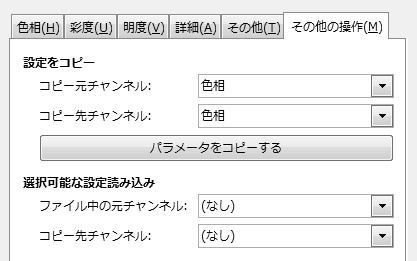 色相(H) 彩度(U) 明度(V) 詳細(A) その他(T) その他の操作(M)
設定をコピー
コピー元チャンネル: 色相
コピー先チャンネル: 色相
パラメータをコピーする
選択可能な設定読み込み
ファイル中の元チャンネル: (なし)
コピー先チャンネル: (なし)